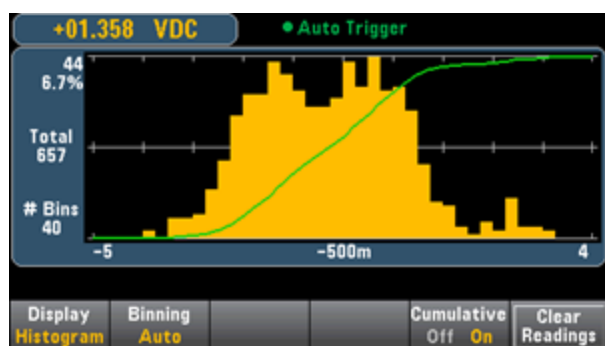 +01.358 VDC
Auto Trigger
44
6.7%
Total
657
# Bins
40
-5
-500m
4
Display
Histogram
Binning
Auto
Cumulative
Off On
Clear
Readings